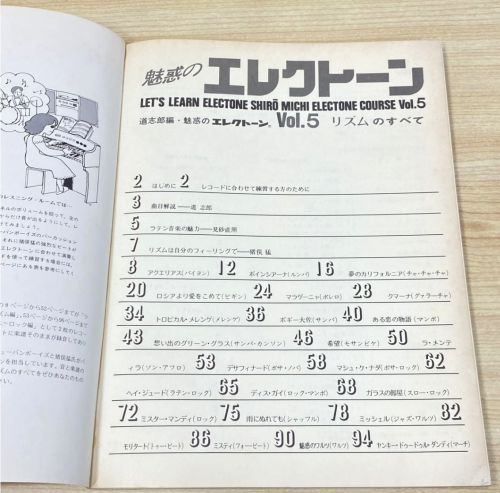 魅惑の エレクトーン
LET'S LEARN ELECTONE SHIRŌ MICHI ELECTONE COURSE Vol.5
道志郎編・魅惑のエレクトーン Vol.5 リズムのすべて
2 はじめに 2 レコードに合わせて練習する方のために
3 曲目解説——道 志郎
5 ラテン音楽の魅力——見砂直照
7 リズムは自分のフィーリングで——猪俣 猛
8 アクエリアス(バイヨン) 12 ボインシアーナ(ルンバ) 16 夢のカリフォルニア(チャ・チャ・チャ)
20 ロシアより愛をこめて(ビギン) 24 マラゲーニャ(ボレロ) 28 クマーナ(グァラーチャ)
34 トロピカル・メレンゲ(メレンゲ) 36 ボギー大佐(サンバ) 40 ある恋の物語(マンボ)
43 想い出のグリーン・グラス(サンバ・カンソン) 46 希望(モサンビケ) 50 ラ・メンテ
ィラ(ソン・アフロ) 53 デサフィナード(ボサ・ノバ) 58 マシュ・ケ・ナダ(ボサ・ロック) 62
ヘイ・ジュード(ラテン・ロック) 65 ディス・ガイ(ロック・マンボ) 68 ガラスの部屋(スロー・ロック)
72 ミスター・マンディ(ロック) 75 雨にぬれても(シャッフル) 78 ミッシェル(ジャズ・ワルツ) 82
モリタート(トゥー・ビート) 86 ミスティ(フォー・ビート) 90 魅惑のワルツ(ワルツ) 94 ヤンキー・ドゥードゥル・ダンディ(マーチ)